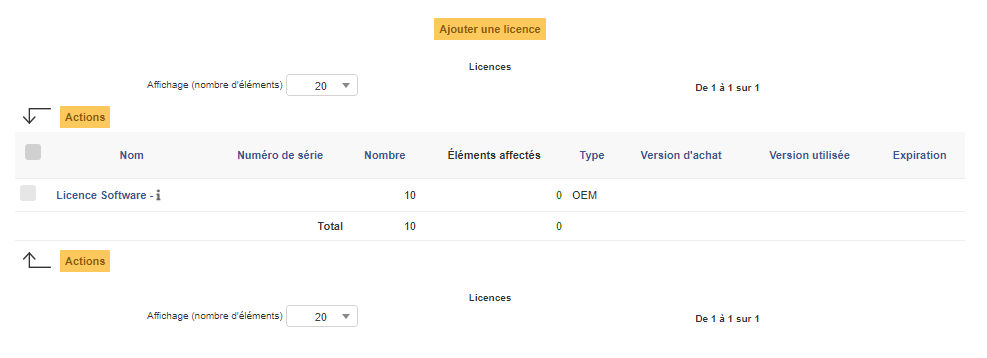 Ajouter une licence
Licences
Affichage (nombre d'éléments) 20
De 1 à 1 sur 1
Actions
Nom Numéro de série Nombre Éléments affectés Type Version d'achat Version utilisée Expiration
Licence Software - i 10 0 OEM
Total 10 0
Actions
Licences
Affichage (nombre d'éléments) 20
De 1 à 1 sur 1